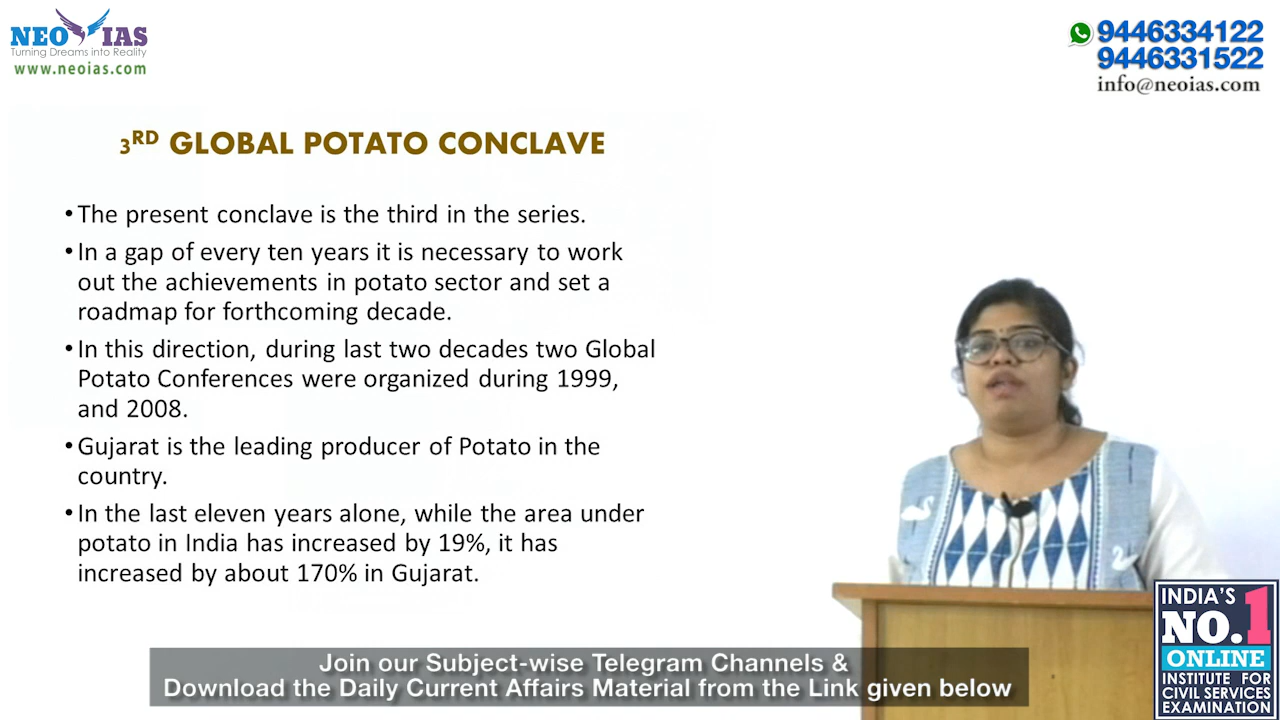 NEO IAS
Turning Dreams into Reality
www.neoias.com
9446334122
9446331522
info@neoias.com
3RD GLOBAL POTATO CONCLAVE
• The present conclave is the third in the series.
• In a gap of every ten years it is necessary to work
out the achievements in potato sector and set a
roadmap for forthcoming decade.
• In this direction, during last two decades two Global
Potato Conferences were organized during 1999,
and 2008.
• Gujarat is the leading producer of Potato in the
country.
• In the last eleven years alone, while the area under
potato in India has increased by 19%, it has
increased by about 170% in Gujarat.
INDIA'S
NO.1
ONLINE
INSTITUTE FOR
CIVIL SERVICES
EXAMINATION
Join our Subject-wise Telegram Channels &
Download the Daily Current Affairs Material from the Link given below